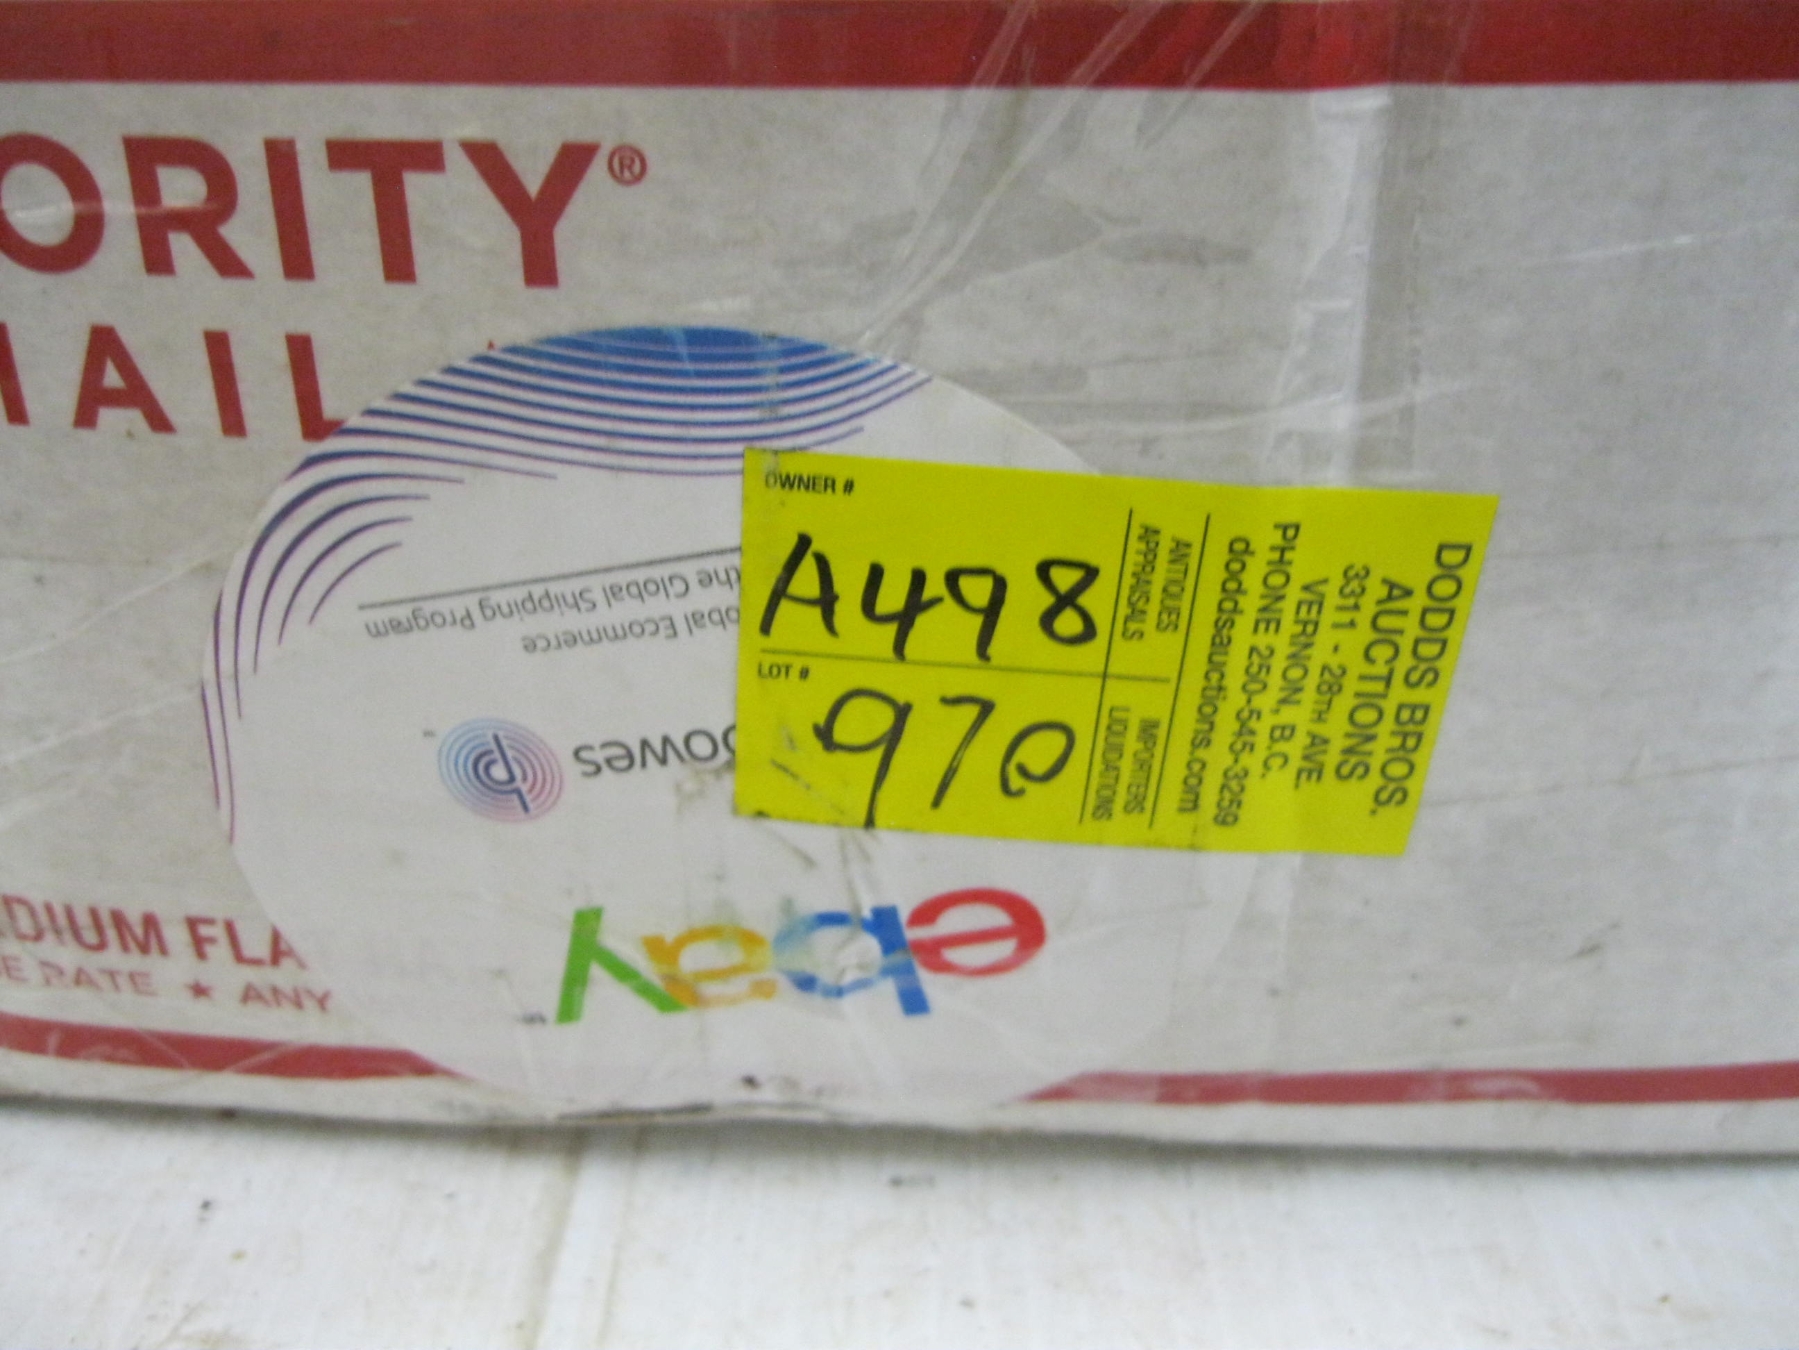 ORITY®
AIL
OWNER #
A498
LOT #
970
ANTIQUES
APPRAISALS
IMPORTERS
LIQUIDATIONS
DODDS BROS.
AUCTIONS
3311 - 28TH AVE.
VERNON, B.C.
PHONE 250-545-3259
doddsauctions.com
ebay
owes
obal Ecommerce
the Global Shipping Program
DIUM FLA
E RATE ★ ANY